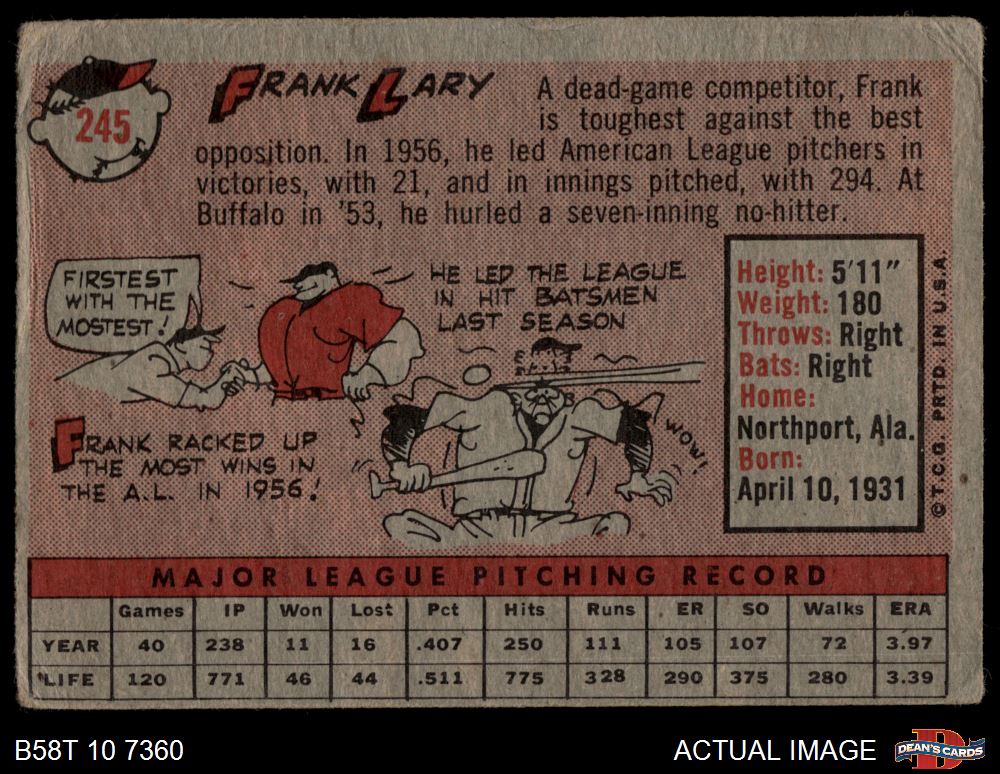 245
FRANK LARY
A dead-game competitor, Frank
is toughest against the best
opposition. In 1956, he led American League pitchers in
victories, with 21, and in innings pitched, with 294. At
Buffalo in '53, he hurled a seven-inning no-hitter.
FIRSTEST
WITH THE
MOSTEST!
HE LED THE LEAGUE
IN HIT BATSMEN
LAST SEASON
FRANK RACKED UP
THE MOST WINS IN
THE A.L. IN 1956!
WOW!
Height: 5'11"
Weight: 180
Throws: Right
Bats: Right
Home:
Northport, Ala.
Born:
April 10, 1931
© T.C.G. PRTD. IN U.S.A.
MAJOR LEAGUE PITCHING RECORD
Games IP Won Lost Pct Hits Runs ER SO Walks ERA
YEAR 40 238 11 16 .407 250 111 105 107 72 3.97
LIFE 120 771 46 44 .511 775 328 290 375 280 3.39
B58T 10 7360
ACTUAL IMAGE
D
DEAN'S CARDS